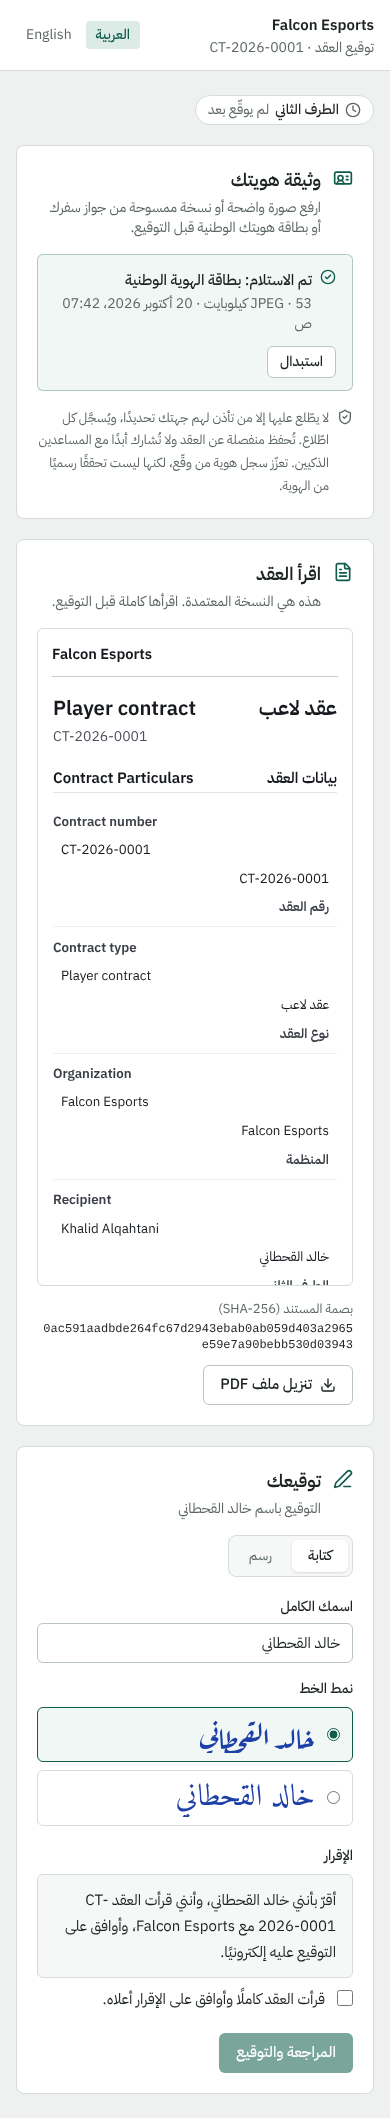 Falcon Esports
توقيع العقد · CT-2026-0001
العربية
English
الطرف الثاني لم يوقّع بعد
وثيقة هويتك
ارفع صورة واضحة أو نسخة ممسوحة من جواز سفرك
أو بطاقة هويتك الوطنية قبل التوقيع.
تم الاستلام: بطاقة الهوية الوطنية
JPEG · 53 كيلوبايت · 20 أكتوبر 2026، 07:42
ص
استبدال
لا يطّلع عليها إلا من تأذن لهم جهتك تحديدًا، ويُسجَّل كل
اطّلاع. تُحفظ منفصلة عن العقد ولا تُشارك أبدًا مع المساعدين
الذكيين. تعزّز سجل هوية من وقّع، لكنها ليست تحققًا رسميًا
من الهوية.
اقرأ العقد
هذه هي النسخة المعتمدة. اقرأها كاملة قبل التوقيع.
Falcon Esports
Player contract عقد لاعب
CT-2026-0001
Contract Particulars بيانات العقد
Contract number
CT-2026-0001
CT-2026-0001
رقم العقد
Contract type
Player contract
عقد لاعب
نوع العقد
Organization
Falcon Esports
Falcon Esports
المنظمة
Recipient
Khalid Alqahtani
خالد القحطاني
الطرف الثاني
بصمة المستند (SHA-256)
0ac591aadbde264fc67d2943ebab0ab059d403a2965
e59e7a90bebb530d03943
تنزيل ملف PDF
توقيعك
التوقيع باسم خالد القحطاني
كتابة
رسم
اسمك الكامل
خالد القحطاني
نمط الخط
خالد القحطاني
خالد القحطاني
الإقرار
أقرّ بأنني خالد القحطاني، وأنني قرأت العقد CT-
2026-0001 مع Falcon Esports، وأوافق على
التوقيع عليه إلكترونيًا.
قرأت العقد كاملًا وأوافق على الإقرار أعلاه.
المراجعة والتوقيع